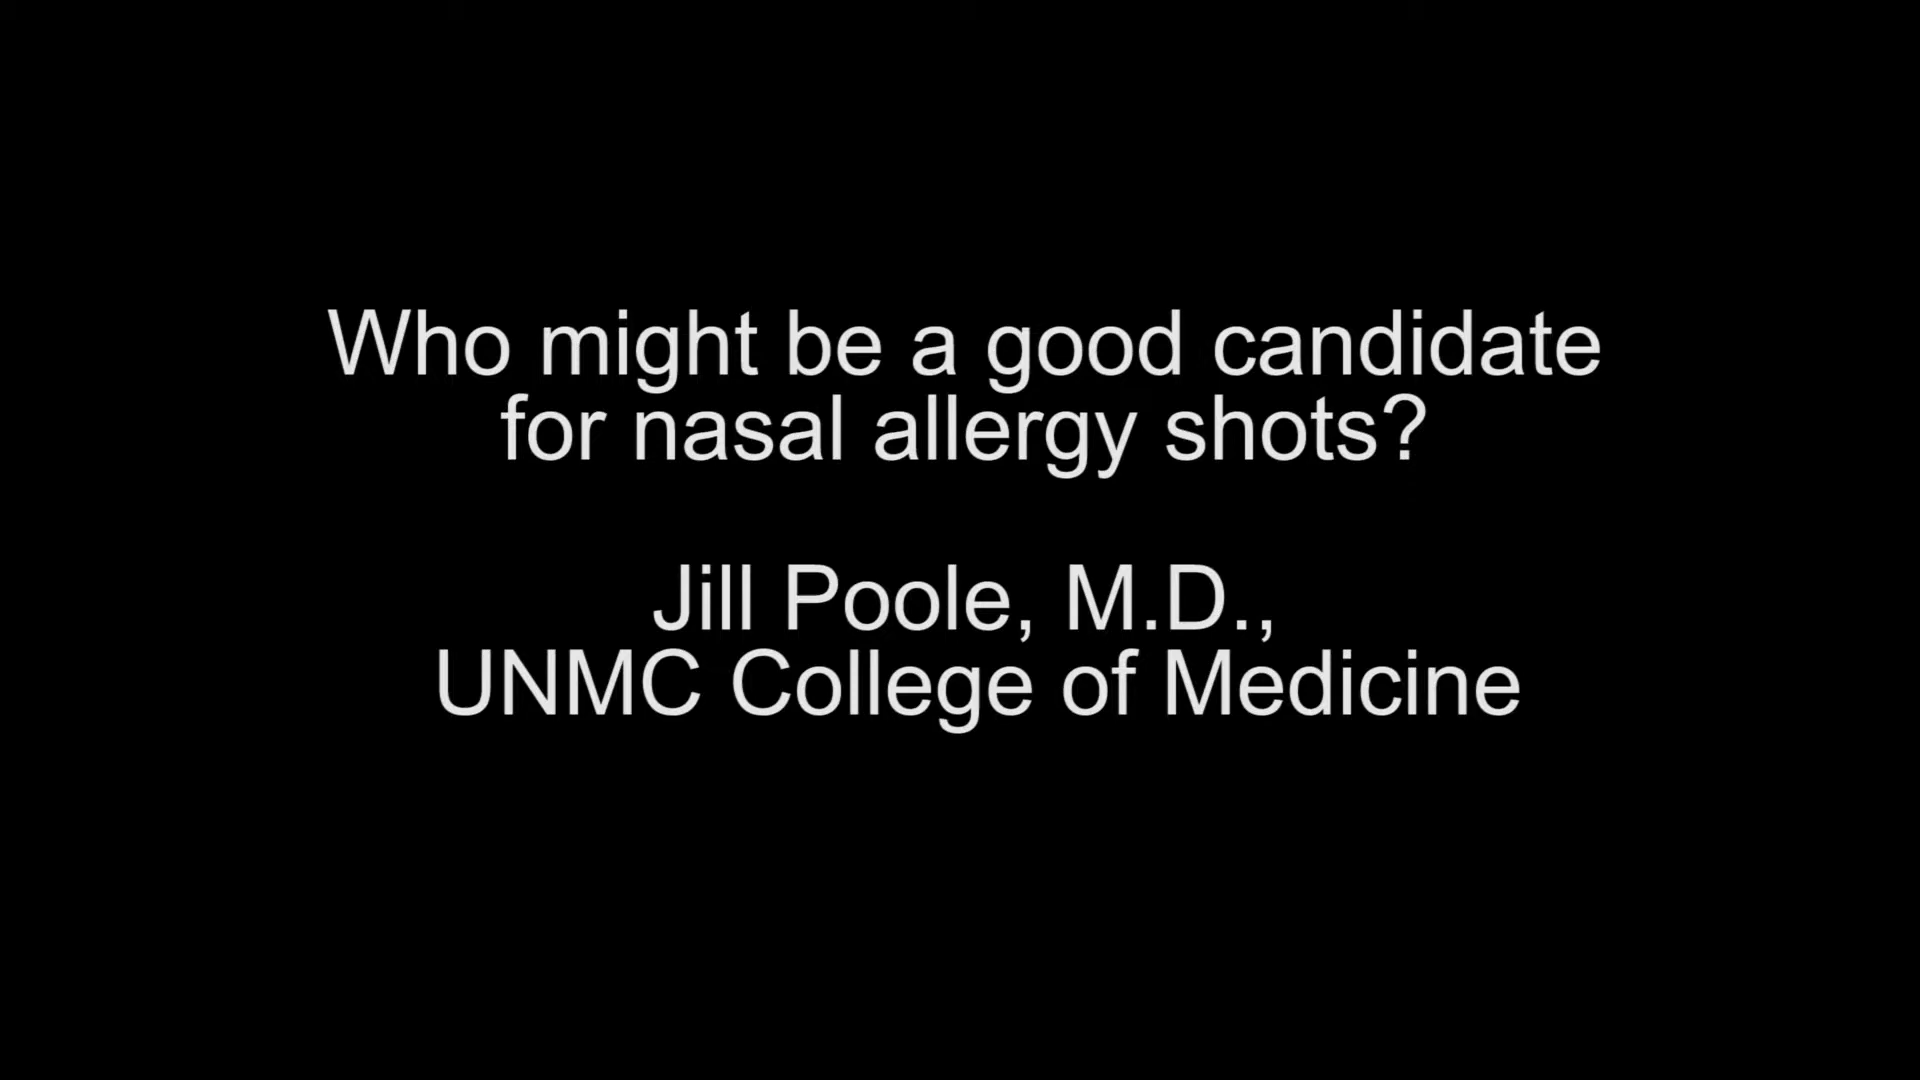 Who might be a good candidate
for nasal allergy shots?
Jill Poole, M.D.,
UNMC College of Medicine